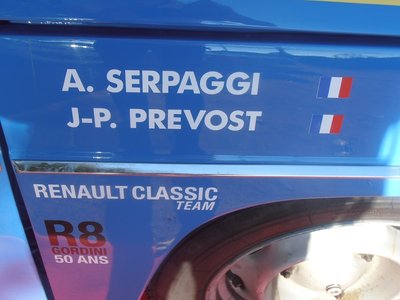 A. SERPAGGI
J-P. PREVOST
RENAULT CLASSIC
TEAM
R8
GORDINI
50 ANS